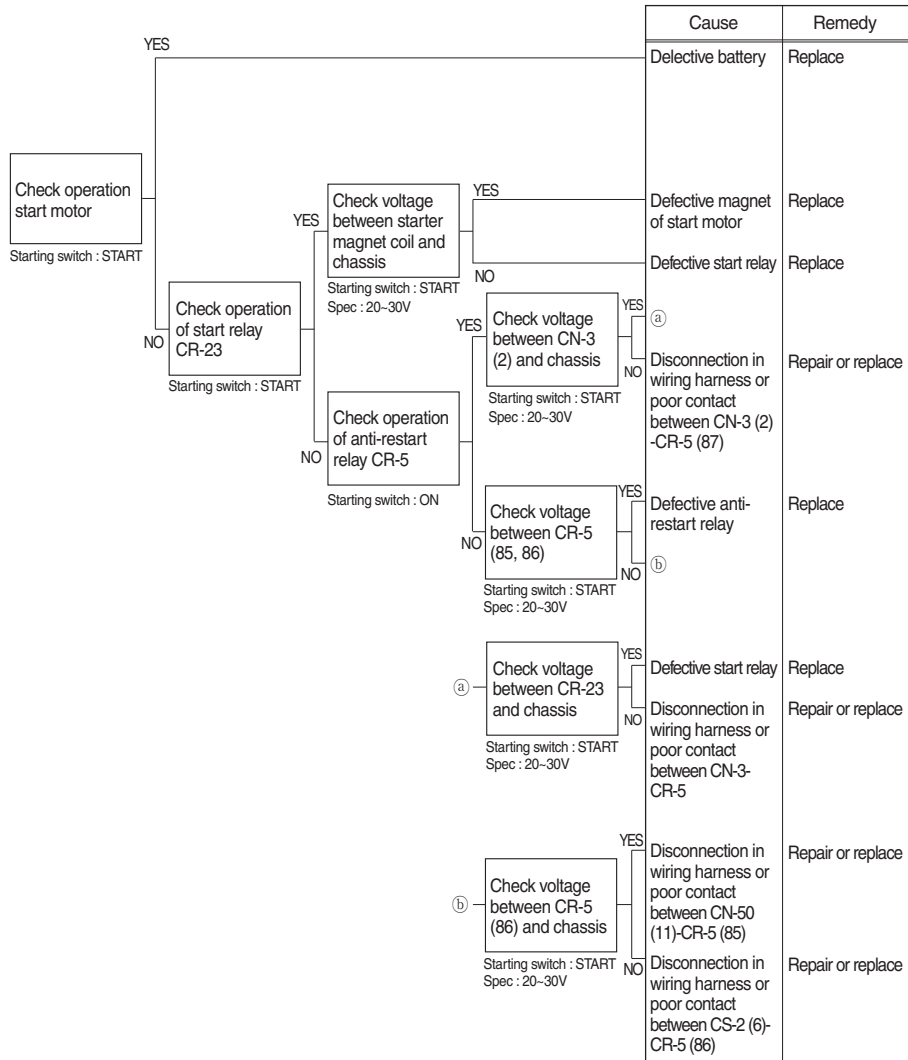 Cause
Remedy
YES
Delective battery
Replace
Check operation
start motor
Starting switch : START
YES
Check voltage
between starter
magnet coil and
chassis
Starting switch : START
Spec : 20~30V
YES
Defective magnet
of start motor
Replace
NO
Defective start relay
Replace
NO
Check operation
of start relay
CR-23
Starting switch : START
YES
Check voltage
between CN-3
(2) and chassis
Starting switch : START
Spec : 20~30V
YES
ⓐ
NO
Disconnection in
wiring harness or
poor contact
between CN-3 (2)
-CR-5 (87)
Repair or replace
NO
Check operation
of anti-restart
relay CR-5
Starting switch : ON
NO
Check voltage
between CR-5
(85, 86)
Starting switch : START
Spec : 20~30V
YES
Defective anti-
restart relay
Replace
NO
ⓑ
ⓐ
Check voltage
between CR-23
and chassis
Starting switch : START
Spec : 20~30V
YES
Defective start relay
Replace
NO
Disconnection in
wiring harness or
poor contact
between CN-3-
CR-5
Repair or replace
ⓑ
Check voltage
between CR-5
(86) and chassis
Starting switch : START
Spec : 20~30V
YES
Disconnection in
wiring harness or
poor contact
between CN-50
(11)-CR-5 (85)
Repair or replace
NO
Disconnection in
wiring harness or
poor contact
between CS-2 (6)-
CR-5 (86)
Repair or replace